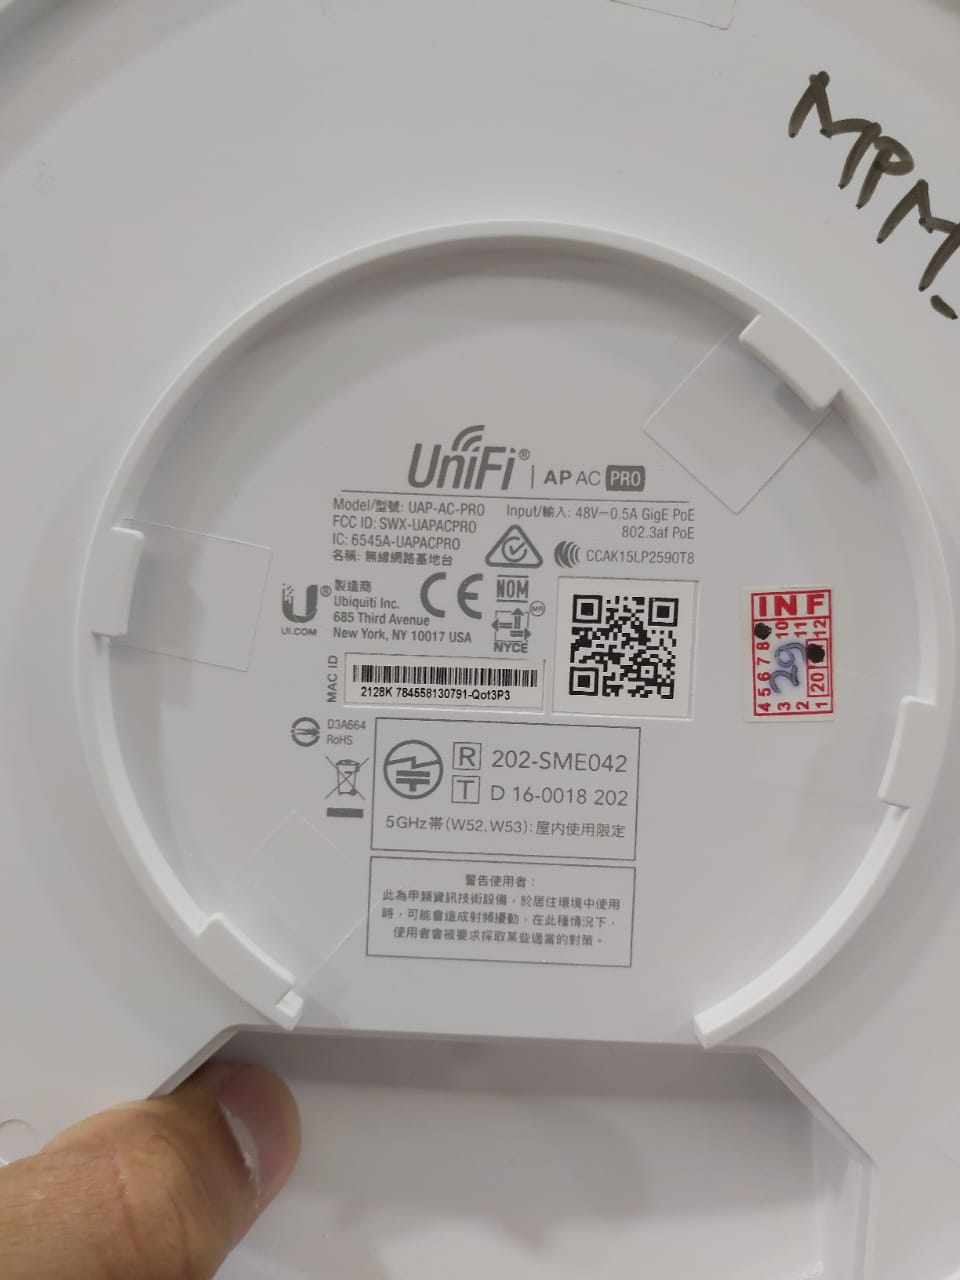 MPM
UniFi® | AP AC PRO
Model/型號: UAP-AC-PRO
FCC ID: SWX-UAPACPRO
IC: 6545A-UAPACPRO
名稱: 無線網路基地台
Input/輸入: 48V⎓0.5A GigE PoE
802.3af PoE
CCAK15LP2590T8
U®
UI.COM
製造商
Ubiquiti Inc.
685 Third Avenue
New York, NY 10017 USA
CE
NOM
MR
NYCE
MAC ID
2128K 784558130791-Qot3P3
INF
4 5 6 7 8
3 29 10 11 12
2
1 20
D3A664
RoHS
R 202-SME042
T D 16-0018 202
5GHz帯(W52,W53):屋内使用限定
警告使用者:
此為甲類資訊技術設備，於居住環境中使用
時，可能會造成射頻擾動，在此種情況下，
使用者會被要求採取某些適當的對策。